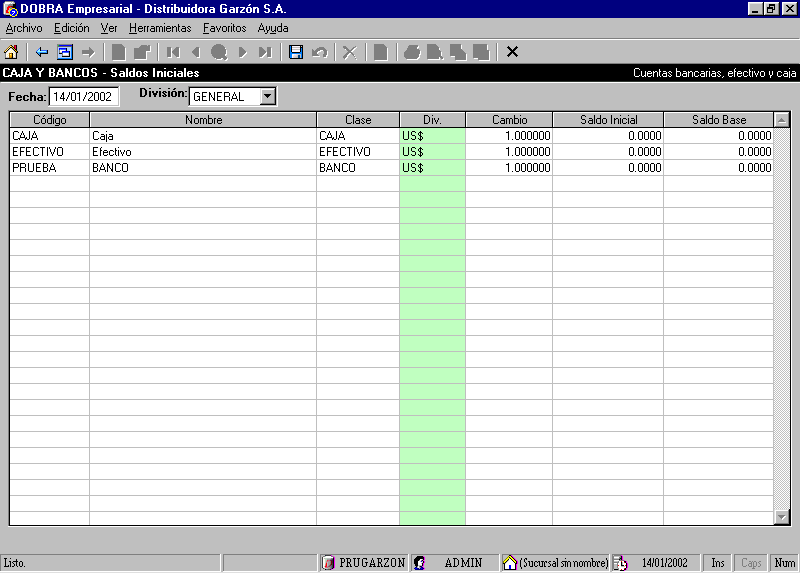 DOBRA Empresarial - Distribuidora Garzón S.A.
Archivo Edición Ver Herramientas Favoritos Ayuda
CAJA Y BANCOS - Saldos Iniciales Cuentas bancarias, efectivo y caja
Fecha: 14/01/2002 División: GENERAL
Código Nombre Clase Div. Cambio Saldo Inicial Saldo Base
CAJA Caja CAJA US$ 1.000000 0.0000 0.0000
EFECTIVO Efectivo EFECTIVO US$ 1.000000 0.0000 0.0000
PRUEBA BANCO BANCO US$ 1.000000 0.0000 0.0000
Listo. PRUGARZON ADMIN (Sucursal sin nombre) 14/01/2002 Ins Caps Num